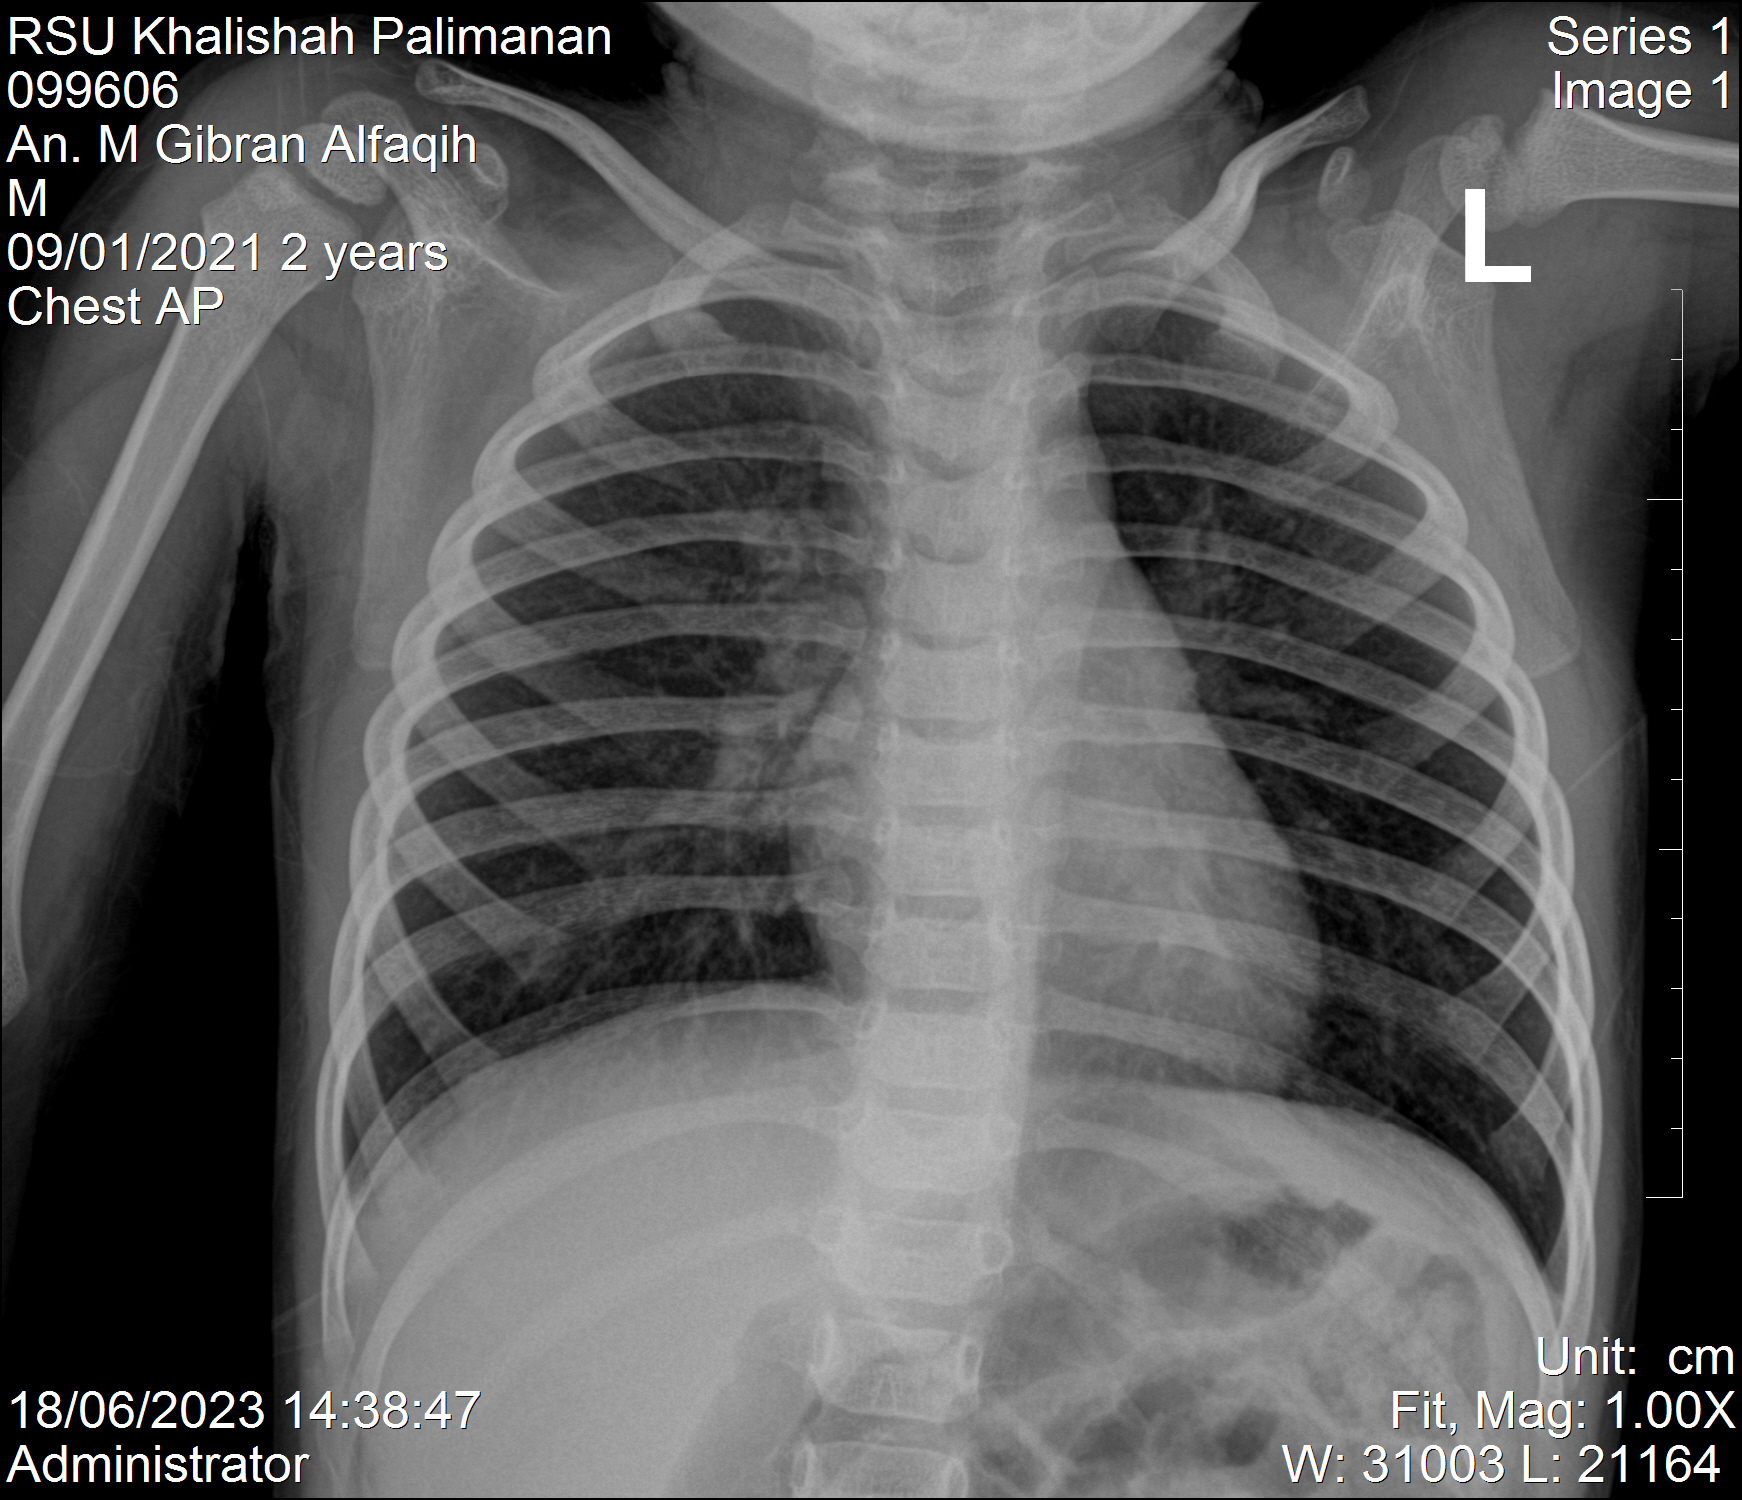 RSU Khalishah Palimanan
099606
An. M Gibran Alfaqih
M
09/01/2021 2 years
Chest AP
Series 1
Image 1
L
18/06/2023 14:38:47
Administrator
Unit: cm
Fit, Mag: 1.00X
W: 31003 L: 21164